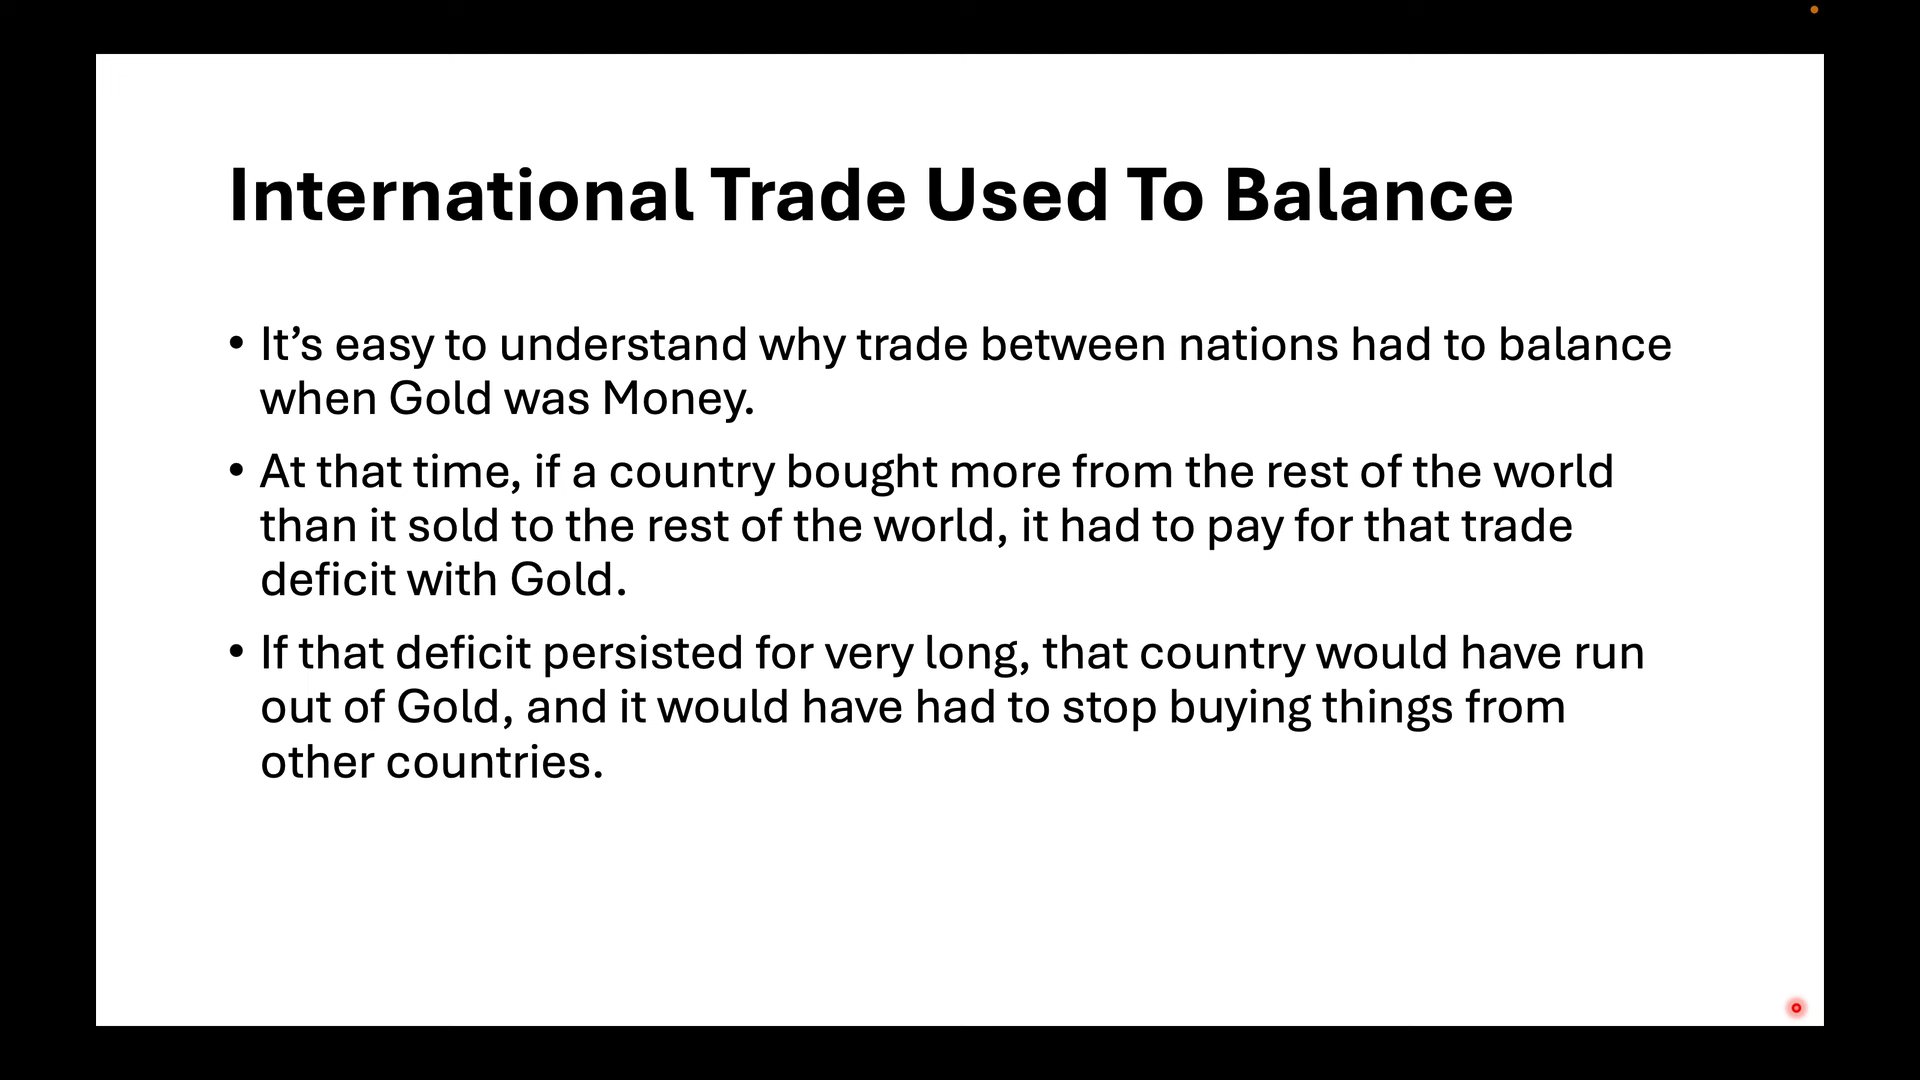 International Trade Used To Balance
• It’s easy to understand why trade between nations had to balance
when Gold was Money.
• At that time, if a country bought more from the rest of the world
than it sold to the rest of the world, it had to pay for that trade
deficit with Gold.
• If that deficit persisted for very long, that country would have run
out of Gold, and it would have had to stop buying things from
other countries.